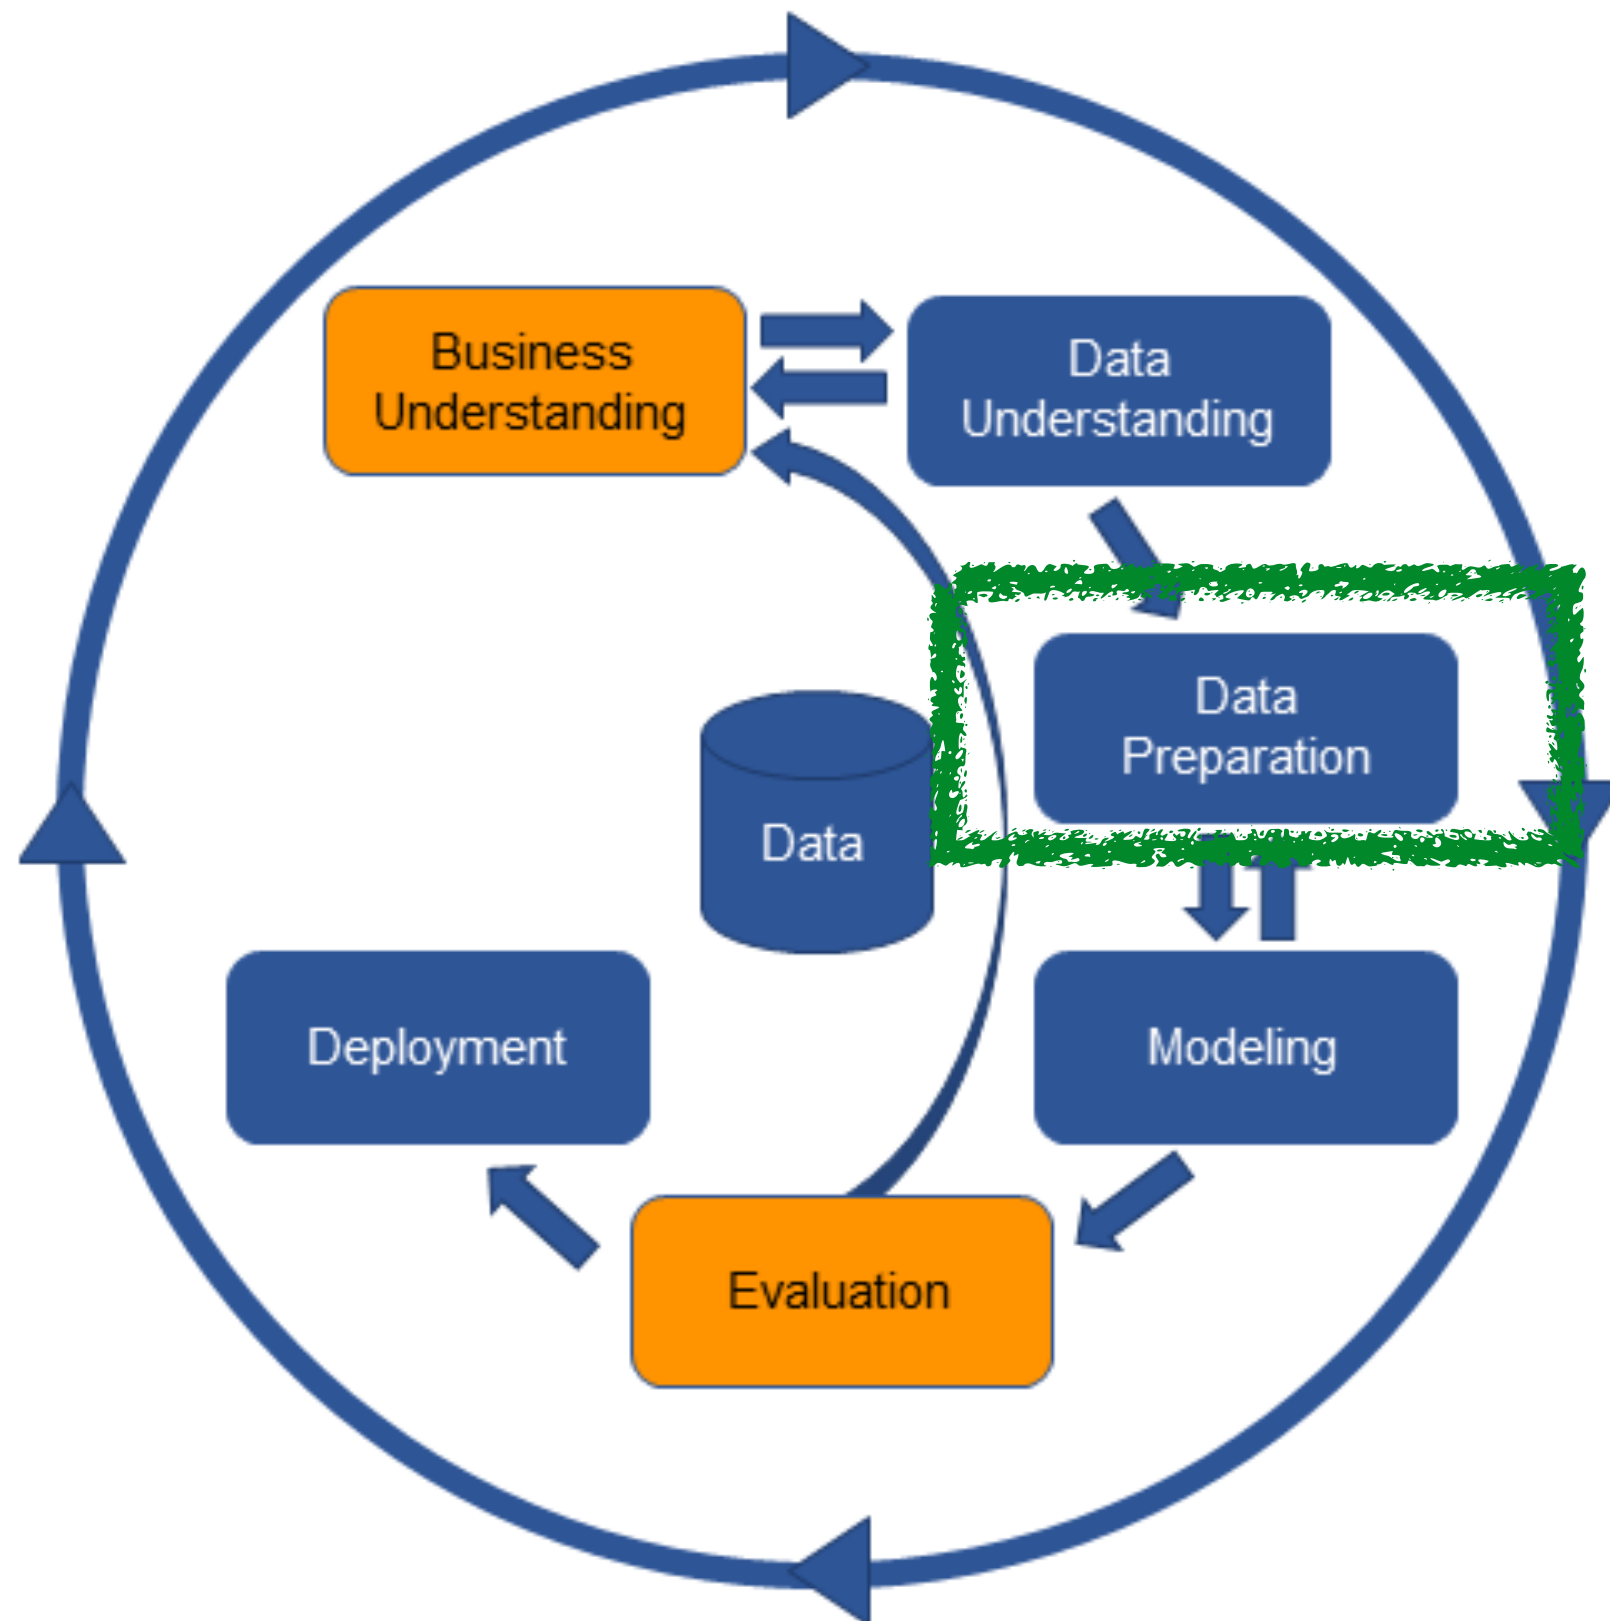 Business
Understanding
Data
Understanding
Data
Preparation
Data
Deployment
Modeling
Evaluation